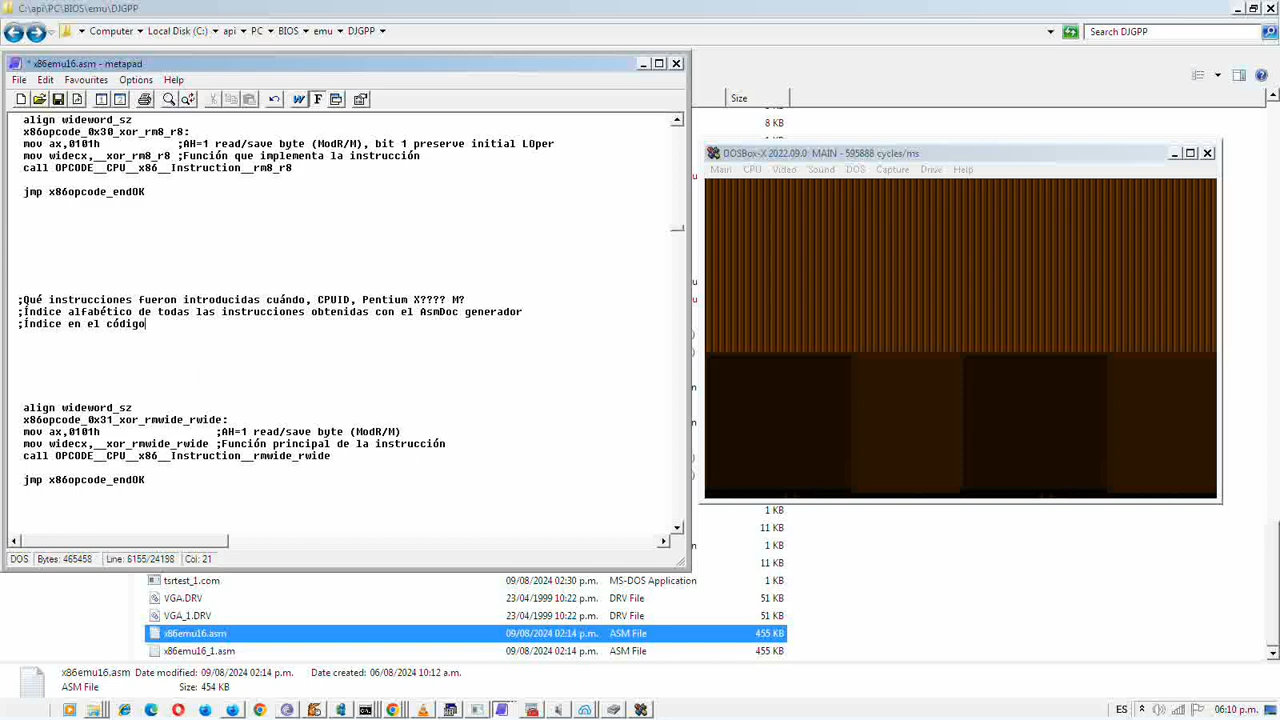 C:\api\PC\BIOS\emu\DJGPP
Computer Local Disk (C:) api PC BIOS emu DJGPP
Search DJGPP
* x86emu16.asm - metapad
File Edit Favourites Options Help
Size
8 KB
align wideword_sz
x86opcode_0x30_xor_rm8_r8:
mov ax,0101h ;AH=1 read/save byte (ModR/M), bit 1 preserve initial LOper
mov widecx,__xor_rm8_r8 ;Función que implementa la instrucción
call OPCODE__CPU__x86__Instruction__rm8_r8
jmp x86opcode_endOK
;Qué instrucciones fueron introducidas cuándo, CPUID, Pentium X???? M?
;Índice alfabético de todas las instrucciones obtenidas con el AsmDoc generador
;Índice en el código
align wideword_sz
x86opcode_0x31_xor_rmwide_rwide:
mov ax,0101h ;AH=1 read/save byte (ModR/M)
mov widecx,__xor_rmwide_rwide ;Función principal de la instrucción
call OPCODE__CPU__x86__Instruction__rmwide_rwide
jmp x86opcode_endOK
DOS Bytes: 465458 Line: 6155/24198 Col: 21
DOSBox-X 2022.09.0: MAIN - 595888 cycles/ms
Main CPU Video Sound DOS Capture Drive Help
1 KB
11 KB
1 KB
11 KB
tsrtest_1.com 09/08/2024 02:30 p.m. MS-DOS Application 1 KB
VGA.DRV 23/04/1999 10:22 p.m. DRV File 51 KB
VGA_1.DRV 23/04/1999 10:22 p.m. DRV File 51 KB
x86emu16.asm 09/08/2024 02:14 p.m. ASM File 455 KB
x86emu16_1.asm 09/08/2024 02:14 p.m. ASM File 455 KB
x86emu16.asm Date modified: 09/08/2024 02:14 p.m. Date created: 06/08/2024 10:12 a.m.
ASM File Size: 454 KB
ES 06:10 p.m.